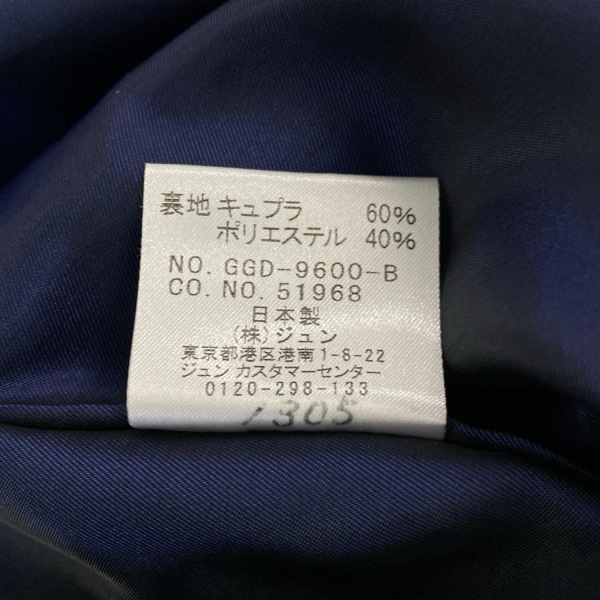 裏地 キュプラ 60%
ポリエステル 40%
NO. GGD-9600-B
CO. NO. 51968
日本製
(株)ジュン
東京都港区港南1-8-22
ジュン カスタマーセンター
0120-298-133
1305